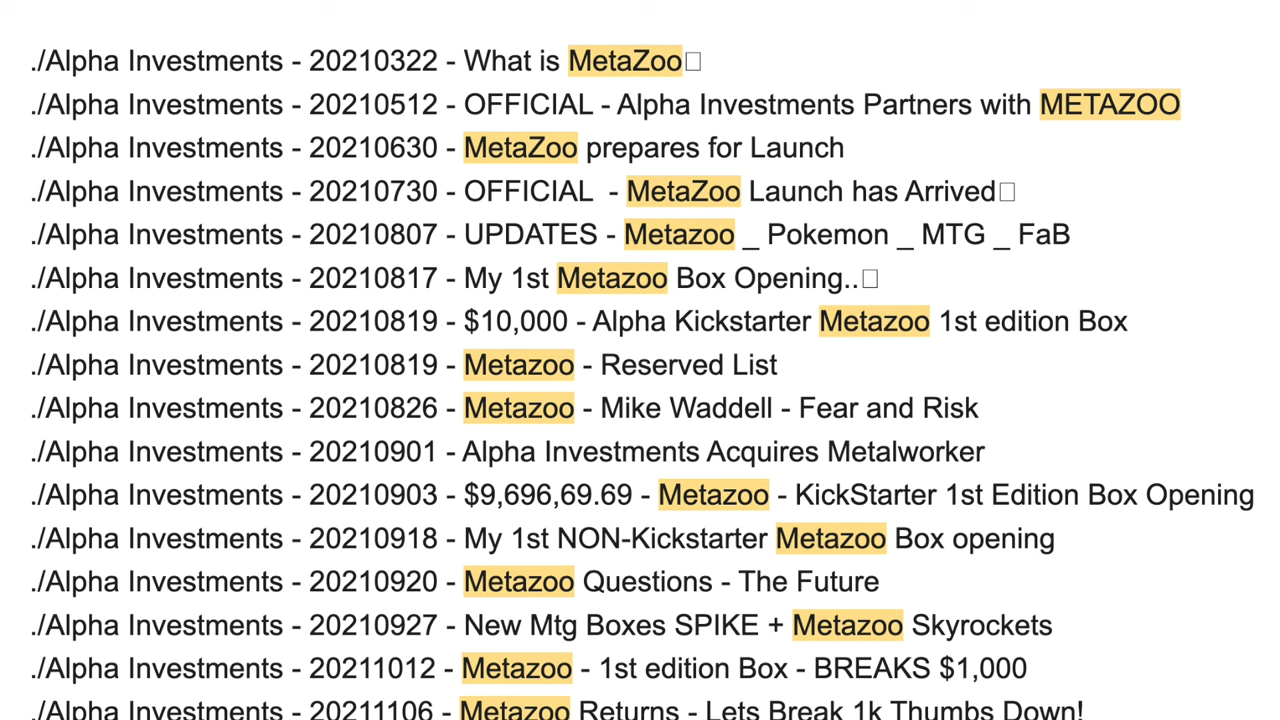 ./Alpha Investments - 20210322 - What is MetaZoo
./Alpha Investments - 20210512 - OFFICIAL - Alpha Investments Partners with METAZOO
./Alpha Investments - 20210630 - MetaZoo prepares for Launch
./Alpha Investments - 20210730 - OFFICIAL  - MetaZoo Launch has Arrived
./Alpha Investments - 20210807 - UPDATES - Metazoo _ Pokemon _ MTG _ FaB
./Alpha Investments - 20210817 - My 1st Metazoo Box Opening..
./Alpha Investments - 20210819 - $10,000 - Alpha Kickstarter Metazoo 1st edition Box
./Alpha Investments - 20210819 - Metazoo - Reserved List
./Alpha Investments - 20210826 - Metazoo - Mike Waddell - Fear and Risk
./Alpha Investments - 20210901 - Alpha Investments Acquires Metalworker
./Alpha Investments - 20210903 - $9,696,69.69 - Metazoo - KickStarter 1st Edition Box Opening
./Alpha Investments - 20210918 - My 1st NON-Kickstarter Metazoo Box opening
./Alpha Investments - 20210920 - Metazoo Questions - The Future
./Alpha Investments - 20210927 - New Mtg Boxes SPIKE + Metazoo Skyrockets
./Alpha Investments - 20211012 - Metazoo - 1st edition Box - BREAKS $1,000
./Alpha Investments - 20211106 - Metazoo Returns - Lets Break 1k Thumbs Down!